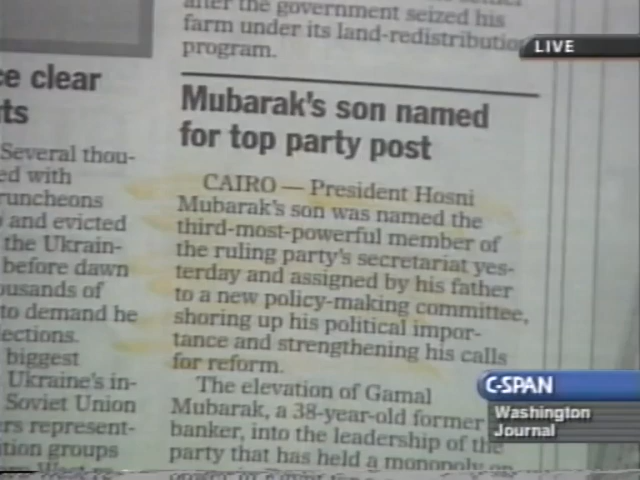 after the government seized his
farm under its land-redistribution
program.
LIVE
ce clear
ts
Several thou-
ed with
runcheons
and evicted
the Ukrain-
before dawn
ousands of
to demand he
ections.
biggest
Ukraine's in-
Soviet Union
rs represent-
tion groups
Mubarak's son named
for top party post
CAIRO — President Hosni
Mubarak's son was named the
third-most-powerful member of
the ruling party's secretariat yes-
terday and assigned by his father
to a new policy-making committee,
shoring up his political impor-
tance and strengthening his calls
for reform.
The elevation of Gamal
Mubarak, a 38-year-old former
banker, into the leadership of the
party that has held a monopoly on
C-SPAN
Washington
Journal